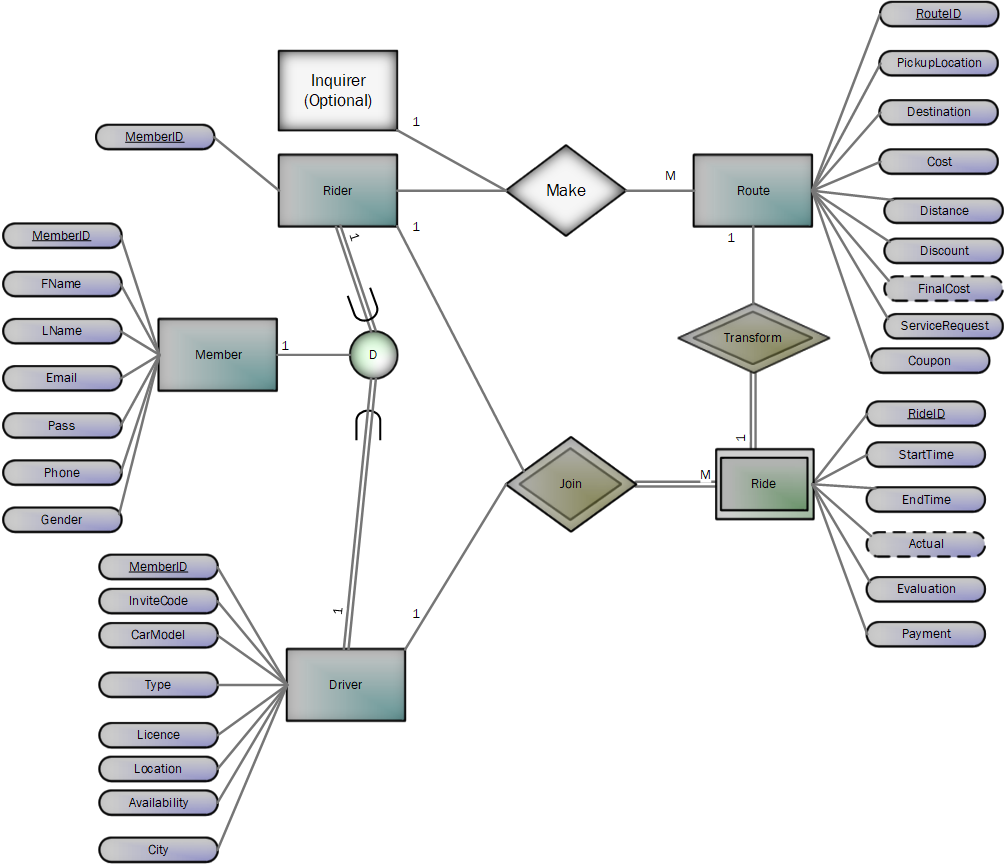 RouteID
Inquirer
(Optional)
PickupLocation
Destination
1
MemberID
Cost
M
Rider
Make
Route
Distance
1
1
MemberID
1
Discount
FName
FinalCost
LName
ServiceRequest
Transform
1
Member
D
Coupon
Email
RideID
Pass
1
StartTime
Phone
M
Join
Ride
EndTime
Gender
Actual
MemberID
Evaluation
InviteCode
1
1
CarModel
Payment
Type
Driver
Licence
Location
Availability
City